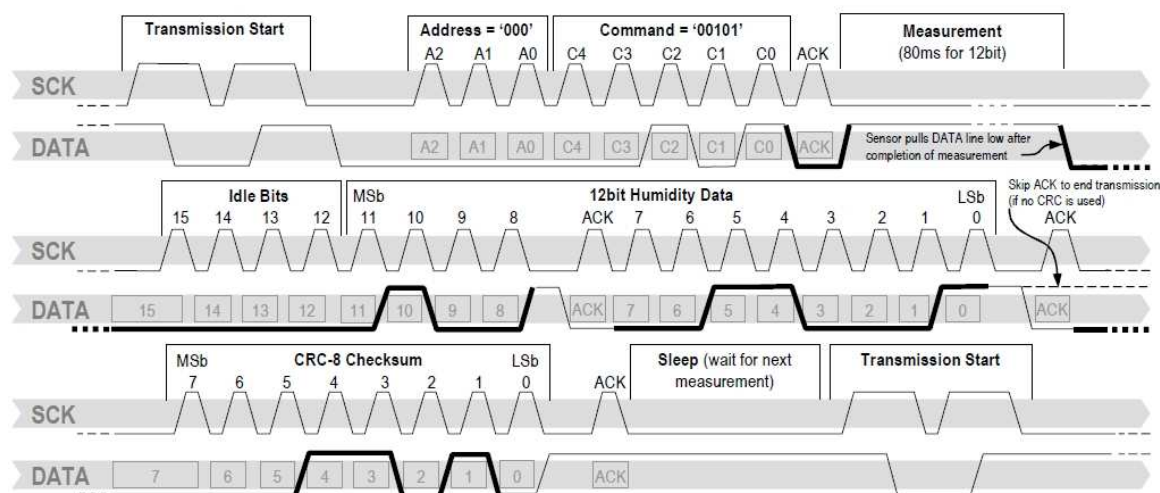 Transmission Start Address = ‘000’ Command = ‘00101’ Measurement
(80ms for 12bit)
A2 A1 A0 C4 C3 C2 C1 C0 ACK
SCK
DATA A2 A1 A0 C4 C3 C2 C1 C0 ACK
Sensor pulls DATA line low after
completion of measurement
Idle Bits MSb 12bit Humidity Data LSb
Skip ACK to end transmission
(if no CRC is used)
15 14 13 12 11 10 9 8 ACK 7 6 5 4 3 2 1 0 ACK
SCK
DATA 15 14 13 12 11 10 9 8 ACK 7 6 5 4 3 2 1 0 ACK
MSb CRC-8 Checksum LSb Sleep (wait for next
measurement) Transmission Start
7 6 5 4 3 2 1 0 ACK
SCK
DATA 7 6 5 4 3 2 1 0 ACK